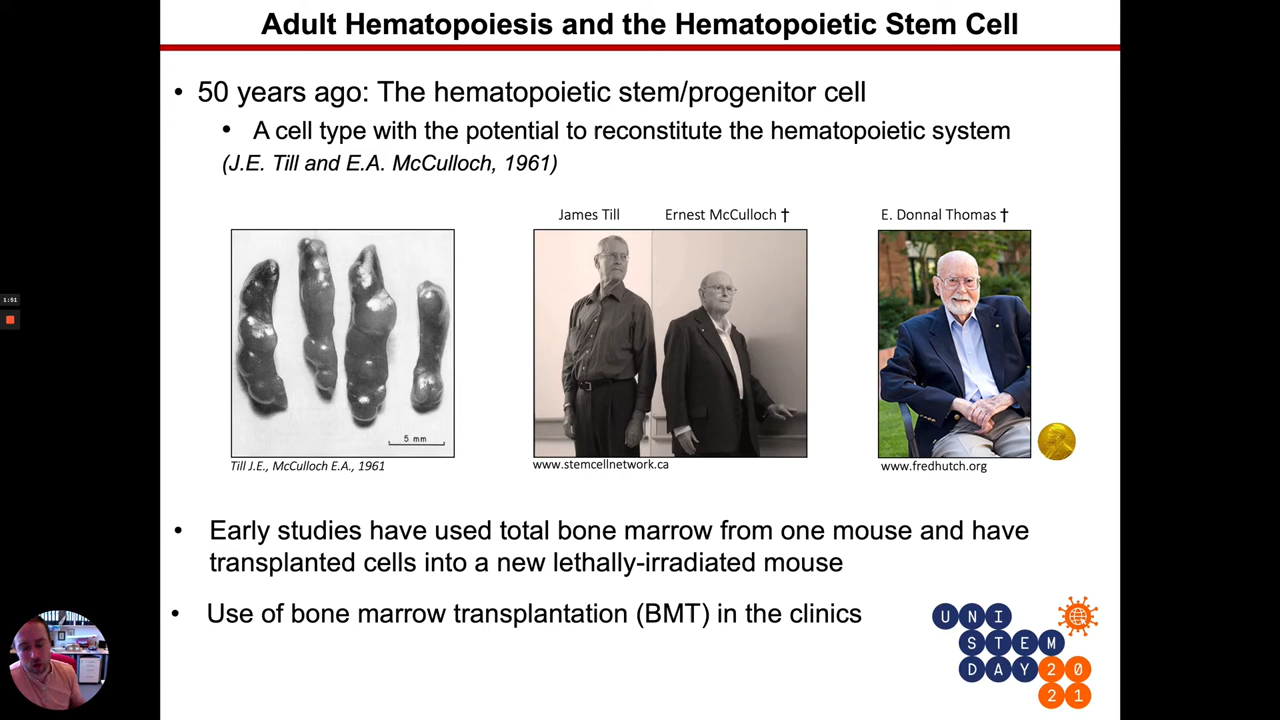 Adult Hematopoiesis and the Hematopoietic Stem Cell
• 50 years ago: The hematopoietic stem/progenitor cell
• A cell type with the potential to reconstitute the hematopoietic system
(J.E. Till and E.A. McCulloch, 1961)
James Till
Ernest McCulloch †
E. Donnal Thomas †
1:51
5 mm
Till J.E., McCulloch E.A., 1961
www.stemcellnetwork.ca
www.fredhutch.org
• Early studies have used total bone marrow from one mouse and have
transplanted cells into a new lethally-irradiated mouse
• Use of bone marrow transplantation (BMT) in the clinics
UNI
STEM
DAY 20
21